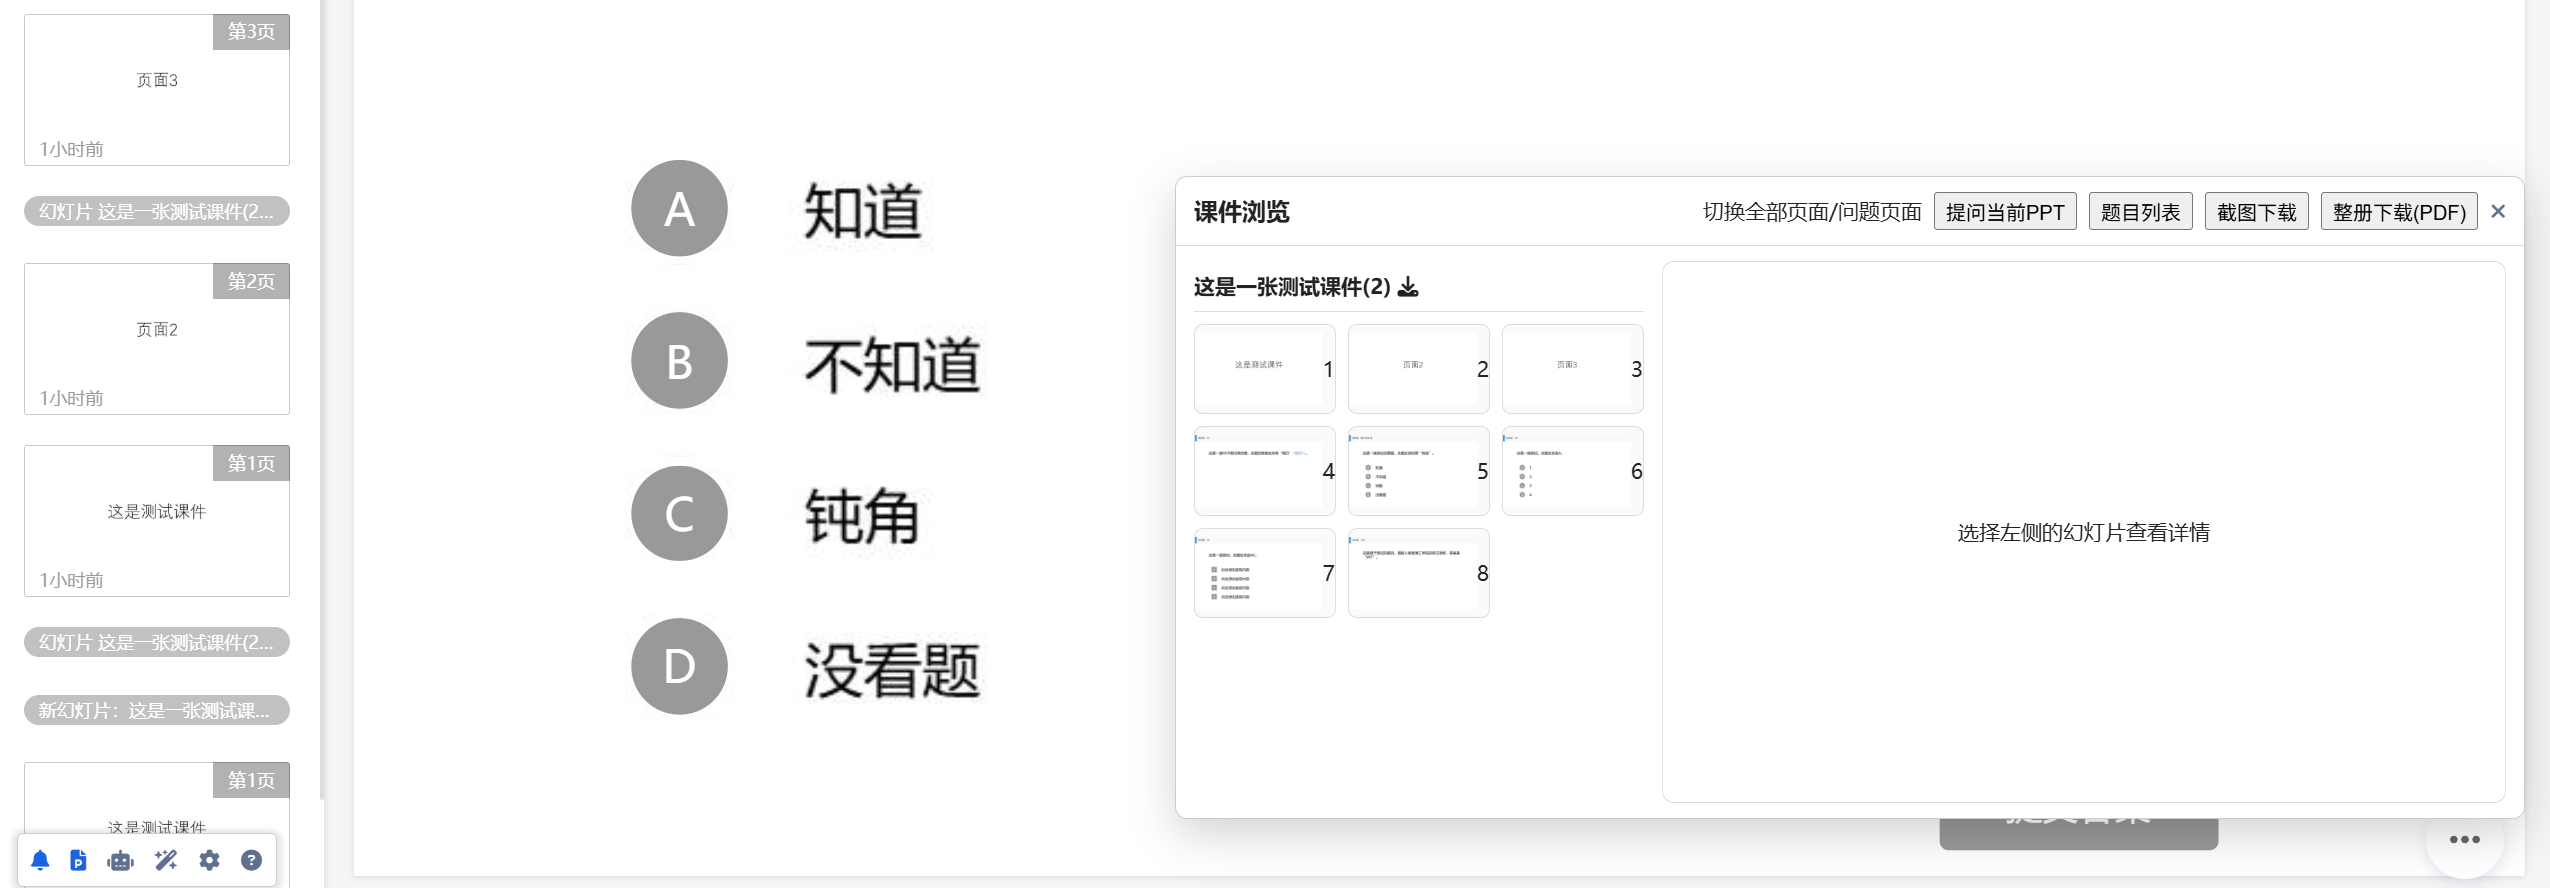 第3页
页面3
1小时前
幻灯片 这是一张测试课件(2...
第2页
页面2
1小时前
第1页
这是测试课件
1小时前
幻灯片 这是一张测试课件(2...
新幻灯片：这是一张测试课...
第1页
这是测试课件
A 知道
B 不知道
C 钝角
D 没看题
课件浏览
切换全部页面/问题页面 提问当前PPT 题目列表 截图下载 整册下载(PDF)
这是一张测试课件(2)
这是测试课件 1
页面2 2
页面3 3
4
5
6
7
8
选择左侧的幻灯片查看详情
提交答案